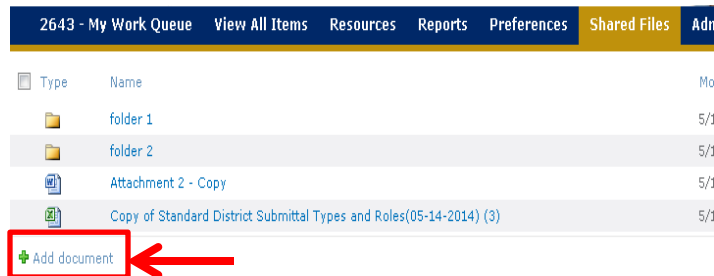 2643 - My Work Queue View All Items Resources Reports Preferences Shared Files
Type Name
folder 1
folder 2
Attachment 2 - Copy
Copy of Standard District Submittal Types and Roles(05-14-2014) (3)
Add document